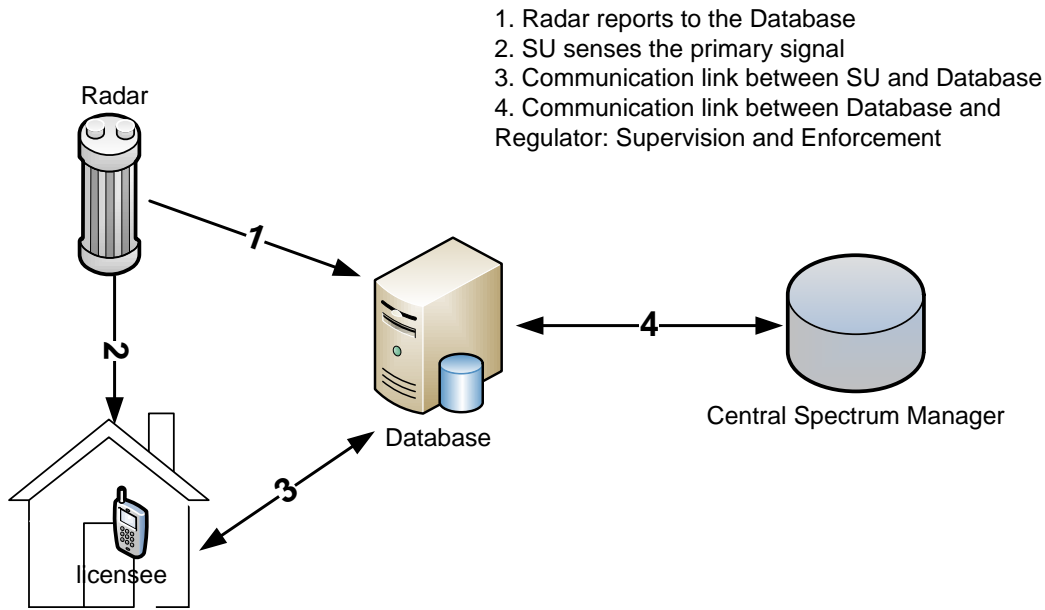 1. Radar reports to the Database
2. SU senses the primary signal
3. Communication link between SU and Database
4. Communication link between Database and
Regulator: Supervision and Enforcement
Radar
1
2
4
Central Spectrum Manager
Database
3
licensee